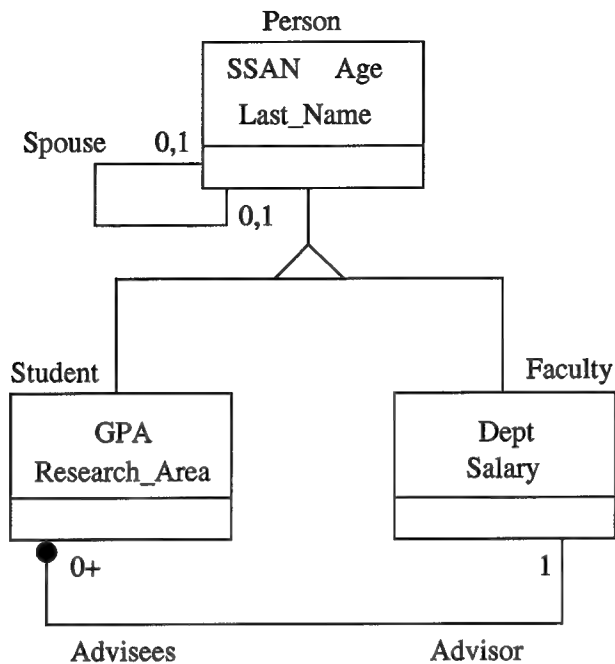 Person
SSAN Age
Last_Name
Spouse 0,1
0,1
Student
Faculty
GPA
Research_Area
Dept
Salary
0+
1
Advisees
Advisor